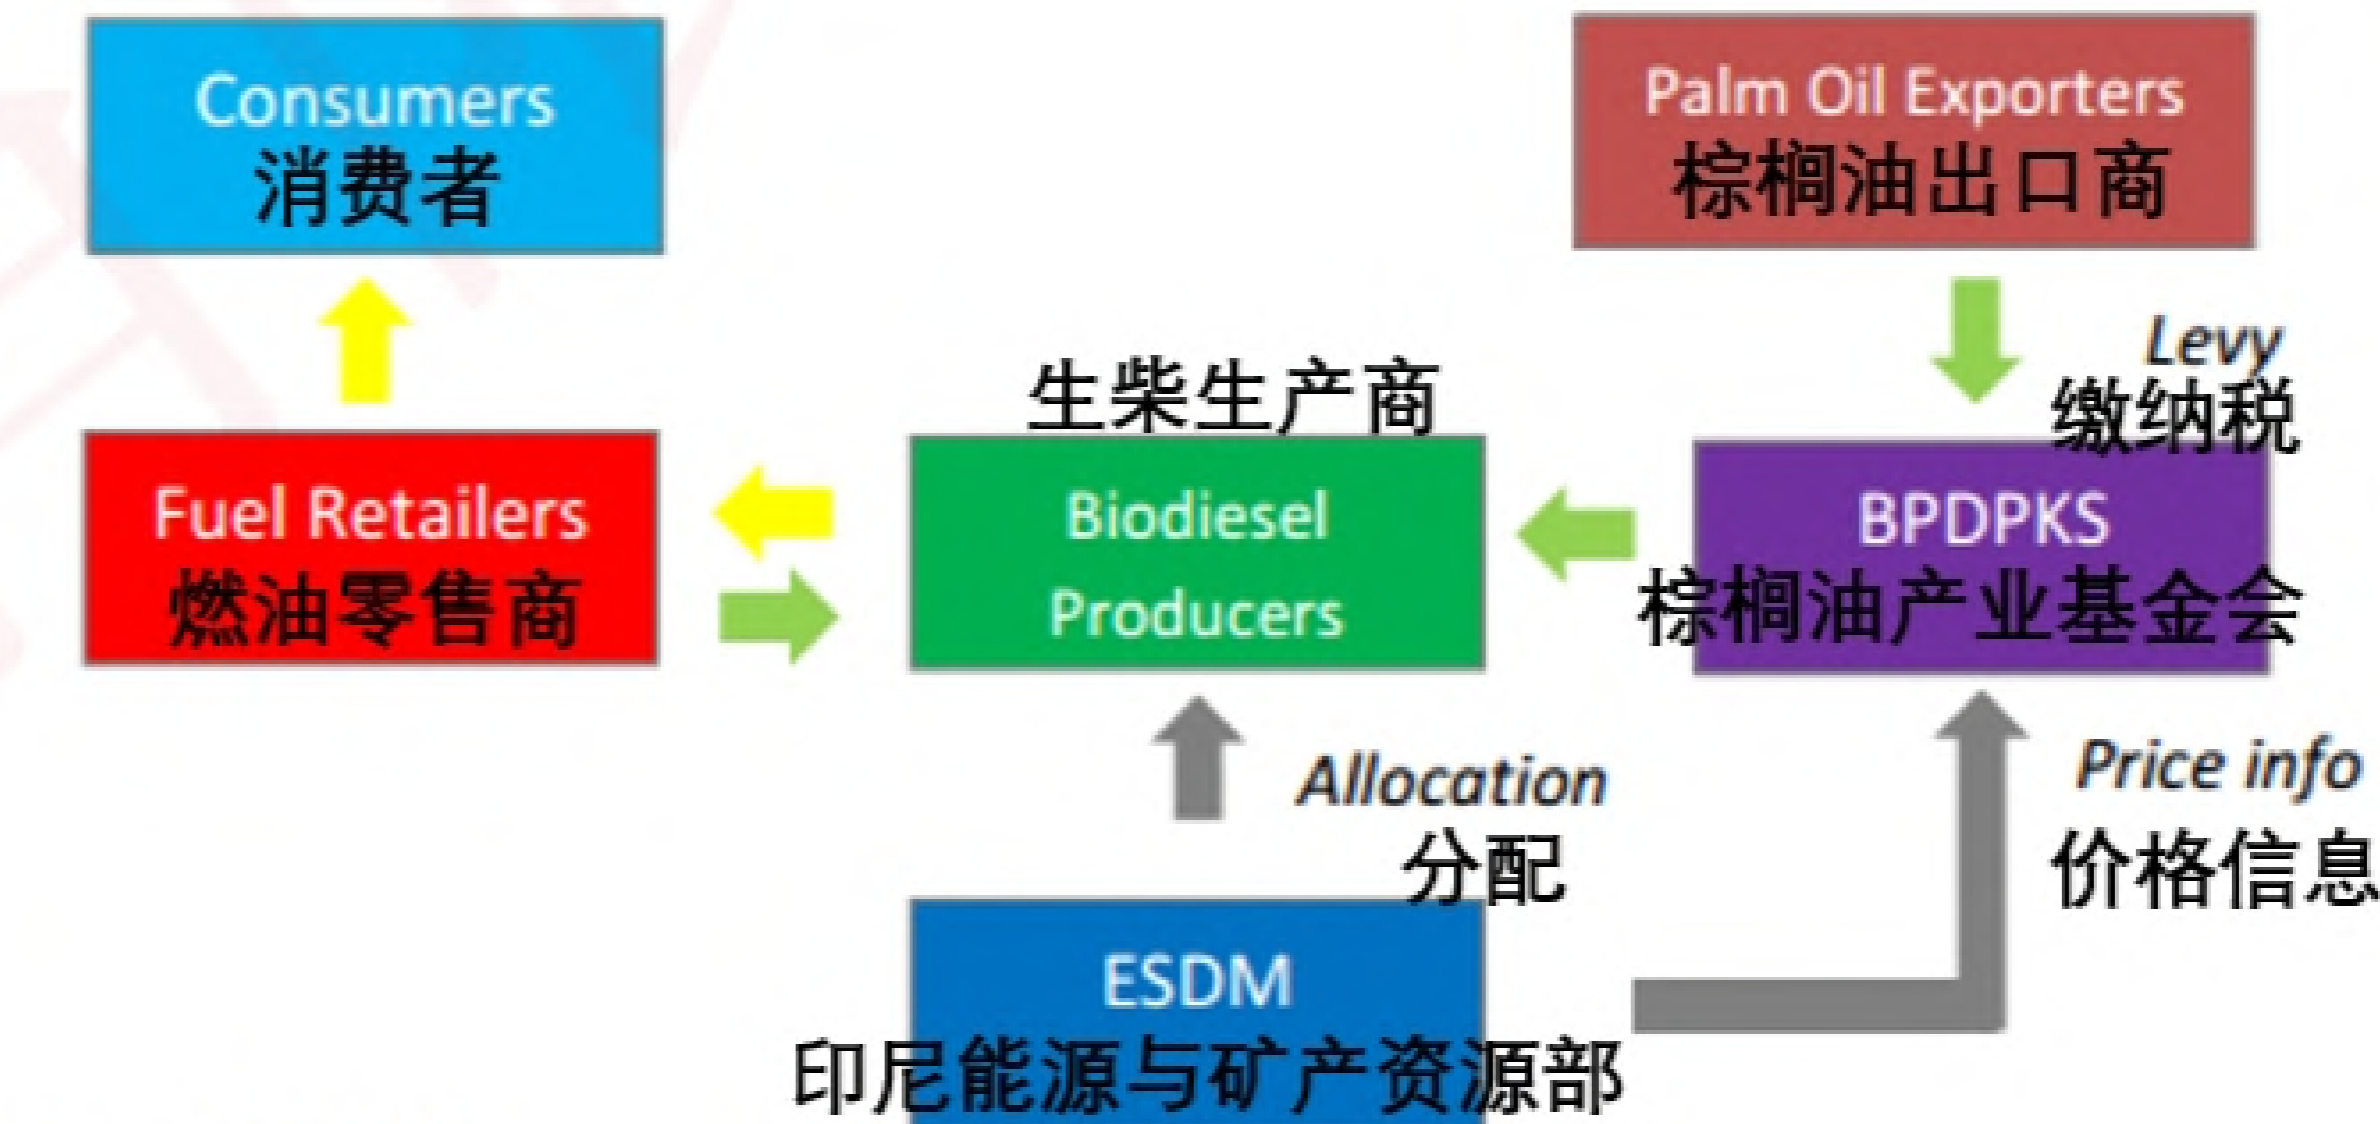 Consumers
消费者
Palm Oil Exporters
棕榈油出口商
Levy
缴纳税
生柴生产商
Fuel Retailers
燃油零售商
Biodiesel
Producers
BPDPKS
棕榈油产业基金会
Allocation
分配
Price info
价格信息
ESDM
印尼能源与矿产资源部